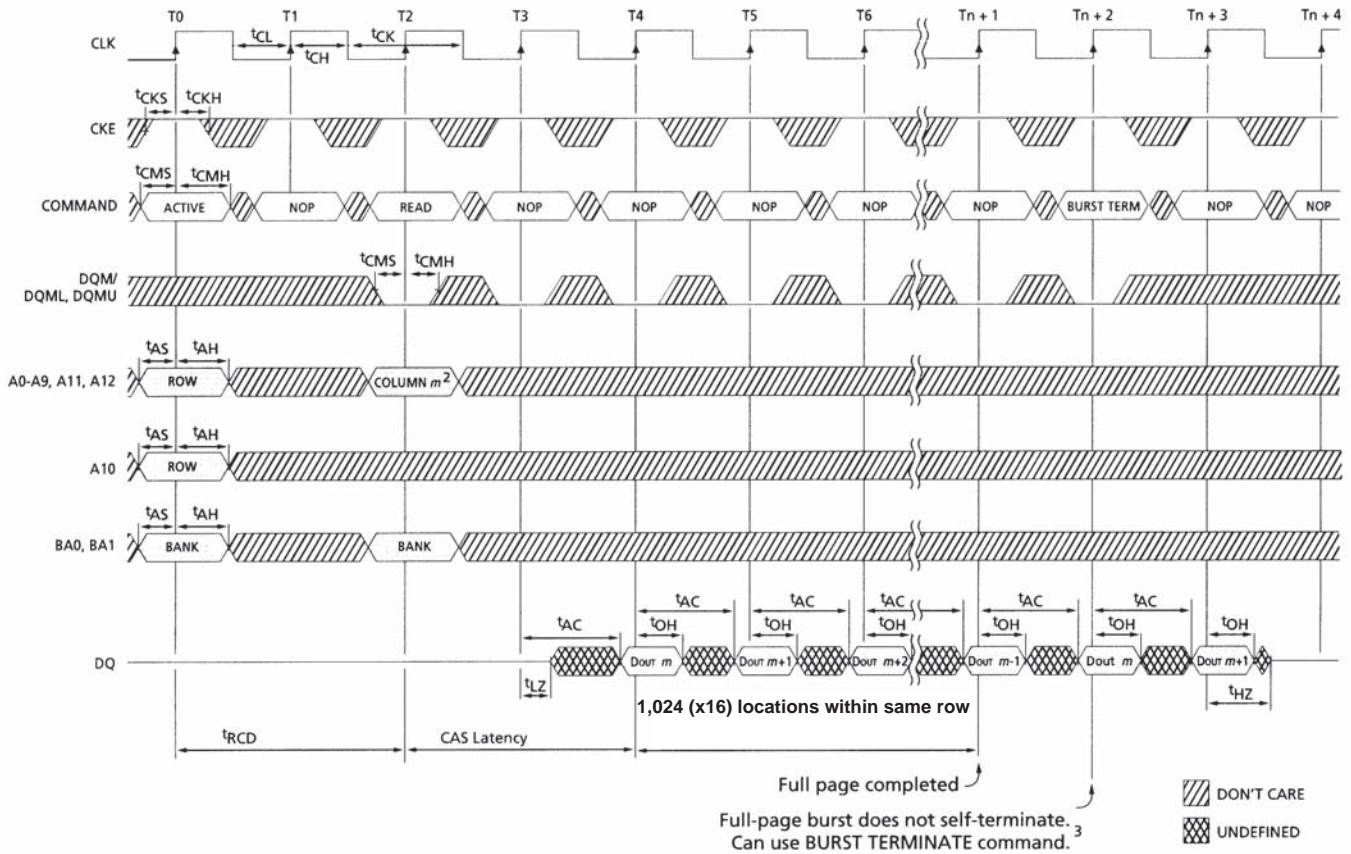 T0 T1 T2 T3 T4 T5 T6 Tn + 1 Tn + 2 Tn + 3 Tn + 4
CLK tCL tCH tCK
CKE tCKS tCKH
tCMS tCMH
COMMAND ACTIVE NOP READ NOP NOP NOP NOP NOP BURST TERM NOP NOP
tCMS tCMH
DQM/
DQML, DQMU
tAS tAH
A0-A9, A11, A12 ROW COLUMN m2
tAS tAH
A10 ROW
tAS tAH
BA0, BA1 BANK BANK
tAC tAC tAC tAC tAC tAC
tOH tOH tOH tOH tOH tOH
DQ DOUT m DOUT m+1 DOUT m+2 DOUT m-1 Dout m DOUT m+1
tLZ tHZ
1,024 (x16) locations within same row
tRCD CAS Latency
Full page completed
Full-page burst does not self-terminate.
Can use BURST TERMINATE command. 3
DON'T CARE
UNDEFINED